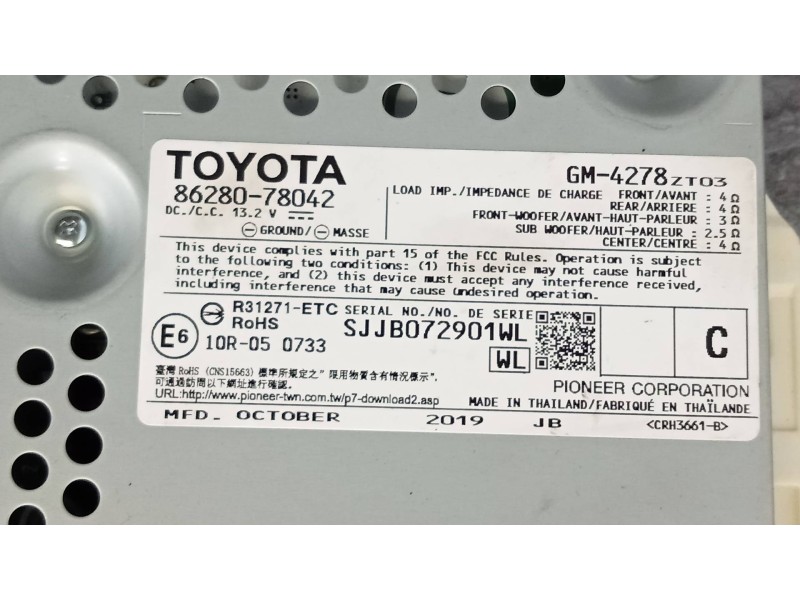 TOYOTA
86280-78042
DC./C.C. 13.2 V
GROUND/ MASSE
GM-4278ZT03
LOAD IMP./IMPEDANCE DE CHARGE FRONT/AVANT : 4Ω
REAR/ARRIERE : 4Ω
FRONT-WOOFER/AVANT-HAUT-PARLEUR : 3Ω
SUB WOOFER/HAUT-PARLEUR : 2.5Ω
CENTER/CENTRE : 4Ω
This device complies with part 15 of the FCC Rules. Operation is subject
to the following two conditions: (1) This device may not cause harmful
interference, and (2) this device must accept any interference received,
including interference that may cause undesired operation.
R31271-ETC
RoHS
SERIAL NO./NO. DE SERIE
SJJB072901WL
E6
10R-05 0733
WL
C
臺灣 RoHS (CNS15663) 標準所規定之"限用物質含有情況標示"
可通過訪問以下網址進行確認。
URL:http://www.pioneer-twn.com.tw/p7-download2.asp
PIONEER CORPORATION
MADE IN THAILAND/FABRIQUÉ EN THAÏLANDE
MFD. OCTOBER 2019 JB <CRH3661-B>